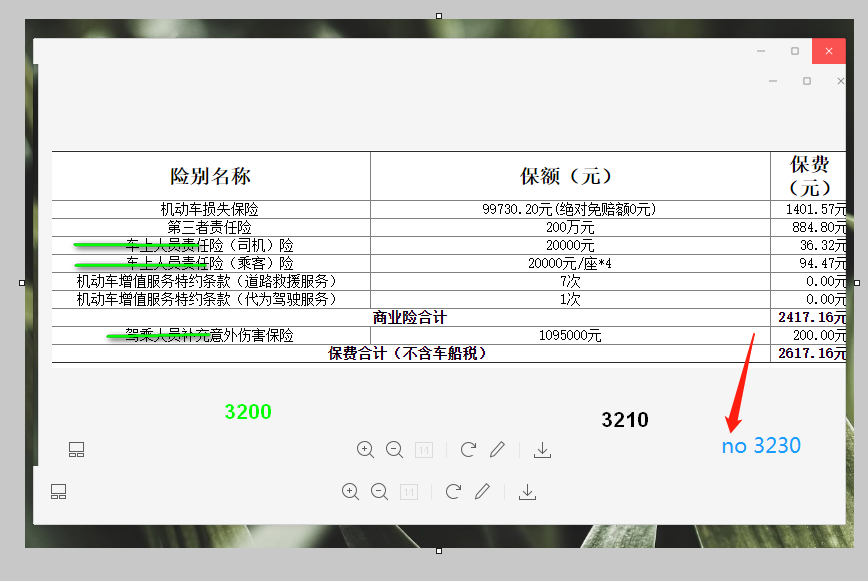 险别名称 保额（元） 保费（元）
机动车损失保险 99730.20元(绝对免赔额0元) 1401.57元
第三者责任险 200万元 884.80元
车上人员责任险（司机）险 20000元 36.32元
车上人员责任险（乘客）险 20000元/座*4 94.47元
机动车增值服务特约条款（道路救援服务） 7次 0.00元
机动车增值服务特约条款（代为驾驶服务） 1次 0.00元
商业险合计 2417.16元
驾乘人员补充意外伤害保险 1095000元 200.00元
保费合计（不含车船税） 2617.16元
3200
3210
no 3230
1:1
1:1